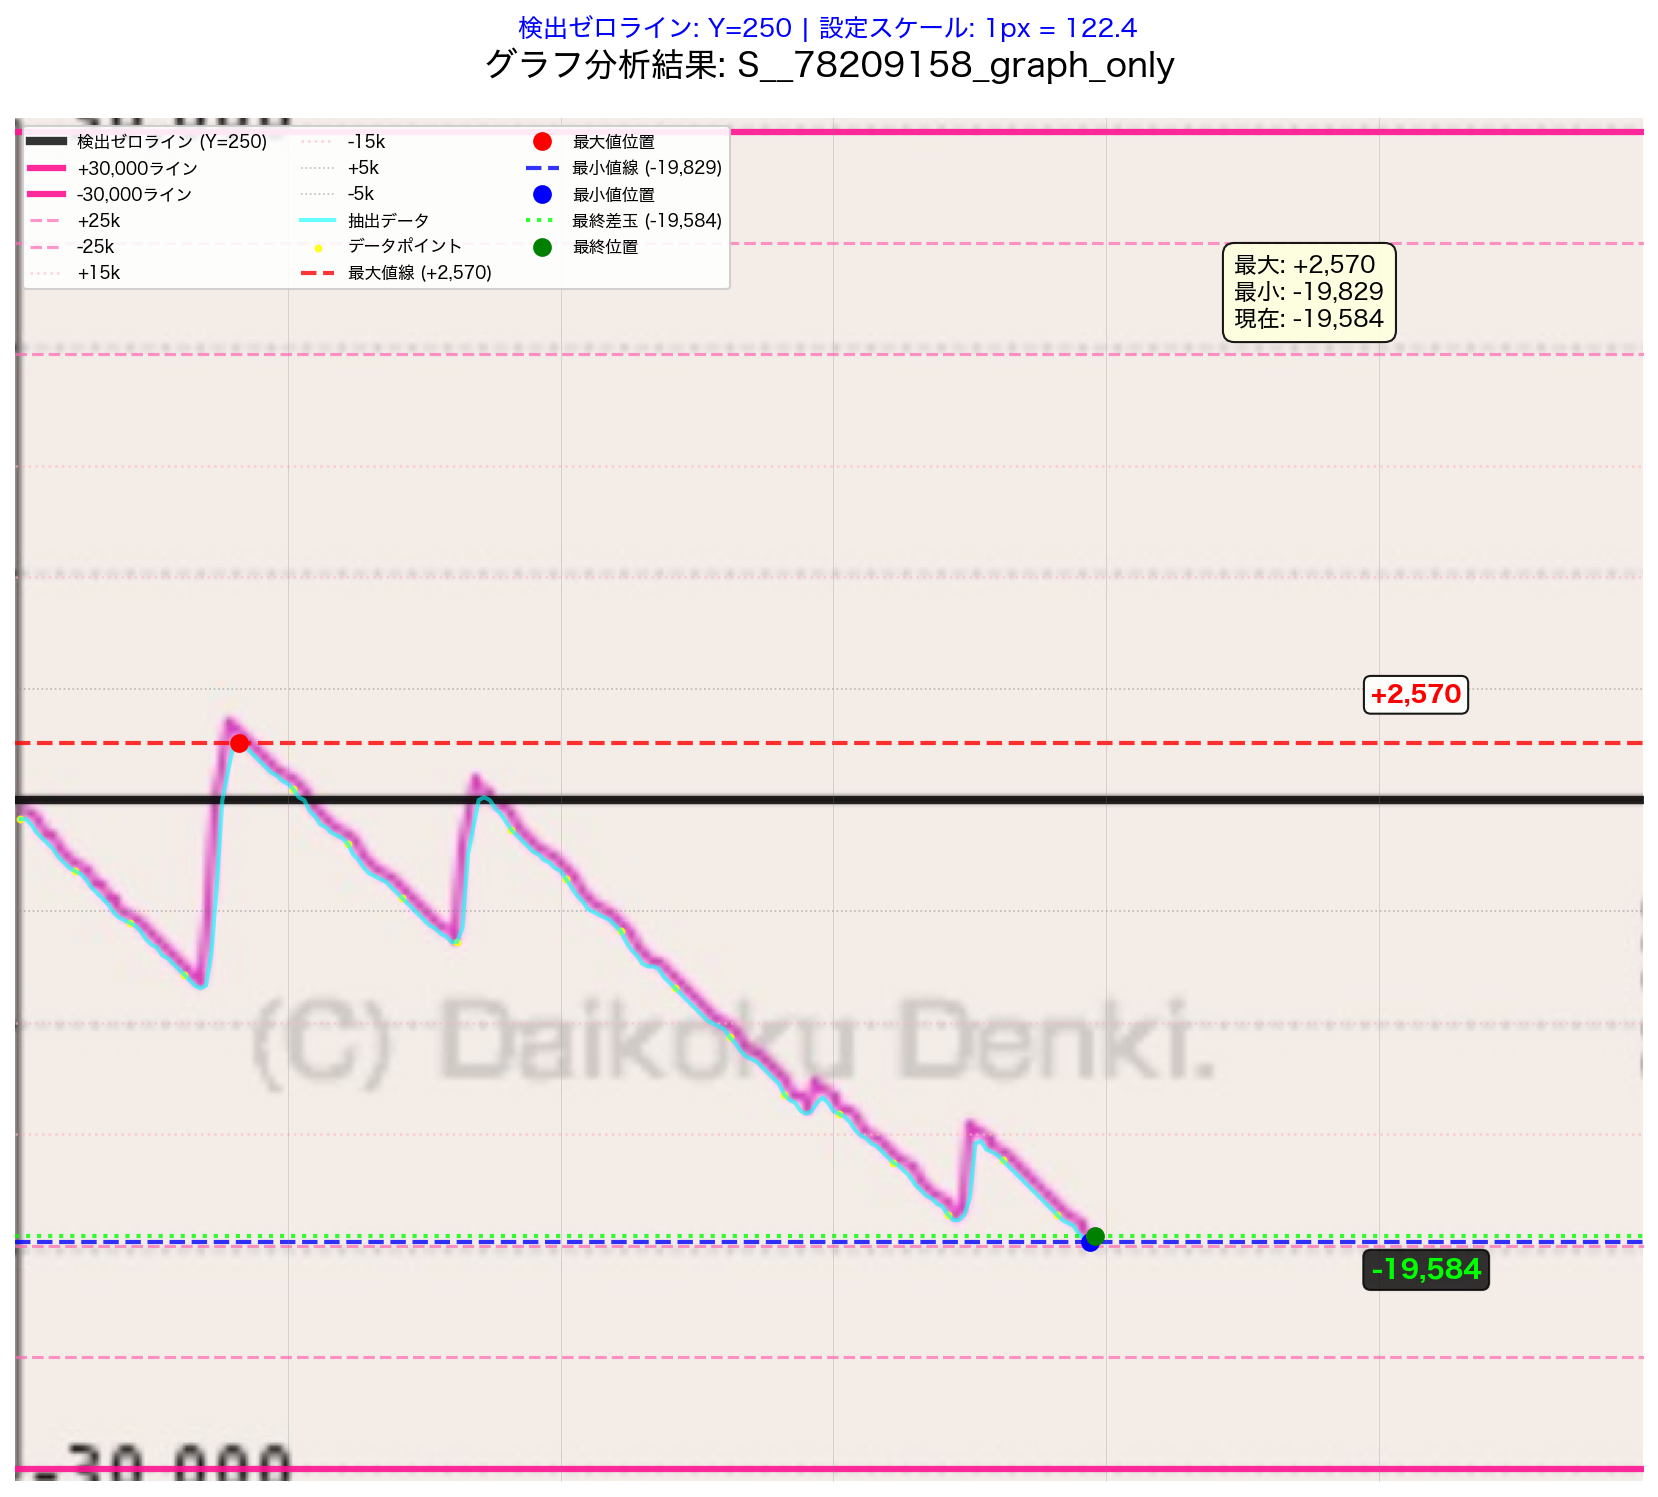 検出ゼロライン: Y=250 | 設定スケール: 1px = 122.4
グラフ分析結果: S__78209158_graph_only
検出ゼロライン (Y=250)
+30,000ライン
-30,000ライン
+25k
-25k
+15k
-15k
+5k
-5k
抽出データ
データポイント
最大値線 (+2,570)
最大値位置
最小値線 (-19,829)
最小値位置
最終差玉 (-19,584)
最終位置
最大: +2,570
最小: -19,829
現在: -19,584
+2,570
(C) Daikoku Denki.
-19,584
-30,000